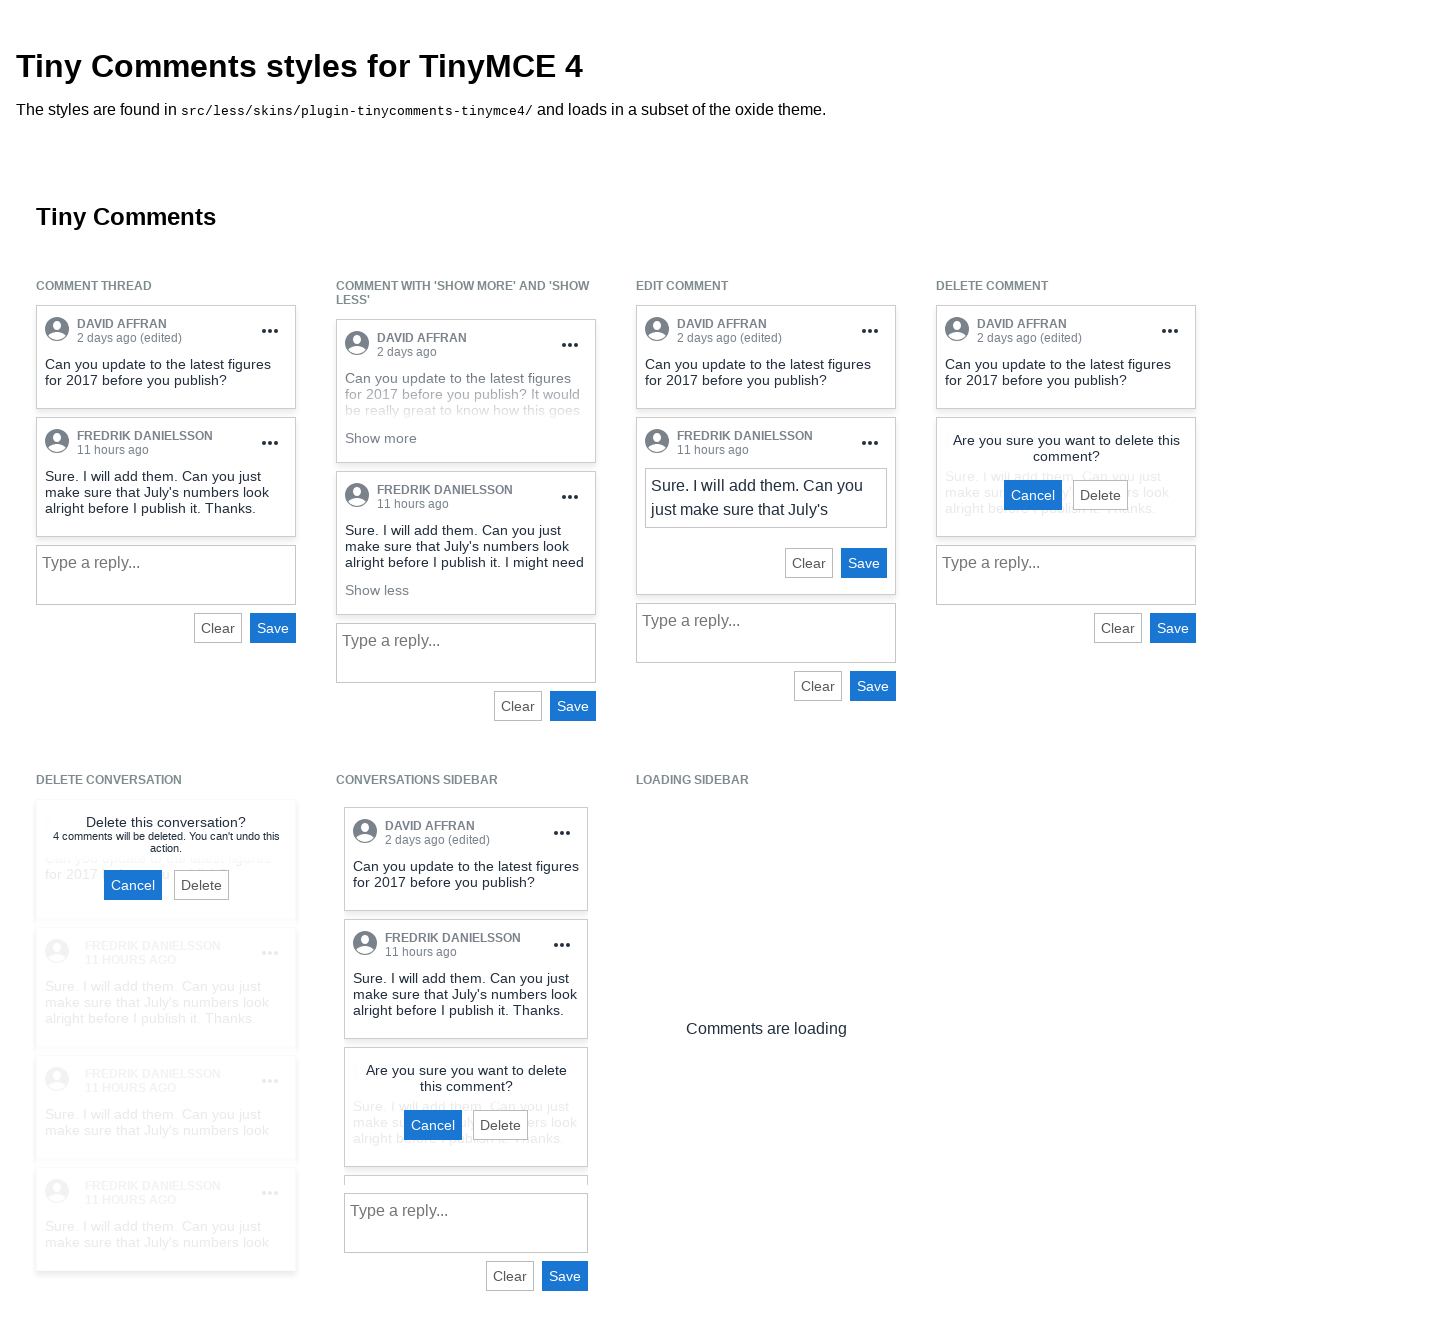 Tiny Comments styles for TinyMCE 4
The styles are found in src/less/skins/plugin-tinycomments-tinymce4/ and loads in a subset of the oxide theme.
Tiny Comments
COMMENT THREAD
DAVID AFFRAN
2 days ago (edited)
Can you update to the latest figures
for 2017 before you publish?
FREDRIK DANIELSSON
11 hours ago
Sure. I will add them. Can you just
make sure that July's numbers look
alright before I publish it. Thanks.
Type a reply...
Clear Save
COMMENT WITH 'SHOW MORE' AND 'SHOW
LESS'
DAVID AFFRAN
2 days ago
Can you update to the latest figures
for 2017 before you publish? It would
be really great to know how this goes
Show more
FREDRIK DANIELSSON
11 hours ago
Sure. I will add them. Can you just
make sure that July's numbers look
alright before I publish it. I might need
Show less
Type a reply...
Clear Save
EDIT COMMENT
DAVID AFFRAN
2 days ago (edited)
Can you update to the latest figures
for 2017 before you publish?
FREDRIK DANIELSSON
11 hours ago
Sure. I will add them. Can you
just make sure that July's
Clear Save
Type a reply...
Clear Save
DELETE COMMENT
DAVID AFFRAN
2 days ago (edited)
Can you update to the latest figures
for 2017 before you publish?
Are you sure you want to delete this
comment?
Sure. I will add them. Can you just
make sure that July's numbers look
alright before I publish it. Thanks.
Cancel Delete
Type a reply...
Clear Save
DELETE CONVERSATION
Delete this conversation?
4 comments will be deleted. You can't undo this
action.
Can you update to the latest figures
for 2017
Cancel Delete
FREDRIK DANIELSSON
11 HOURS AGO
Sure. I will add them. Can you just
make sure that July's numbers look
alright before I publish it. Thanks.
FREDRIK DANIELSSON
11 HOURS AGO
Sure. I will add them. Can you just
make sure that July's numbers look
FREDRIK DANIELSSON
11 HOURS AGO
Sure. I will add them. Can you just
make sure that July's numbers look
CONVERSATIONS SIDEBAR
DAVID AFFRAN
2 days ago (edited)
Can you update to the latest figures
for 2017 before you publish?
FREDRIK DANIELSSON
11 hours ago
Sure. I will add them. Can you just
make sure that July's numbers look
alright before I publish it. Thanks.
Are you sure you want to delete
this comment?
Sure. I will add them. Can you just
make sure that July's numbers look
alright before I publish it. Thanks.
Cancel Delete
Type a reply...
Clear Save
LOADING SIDEBAR
Comments are loading